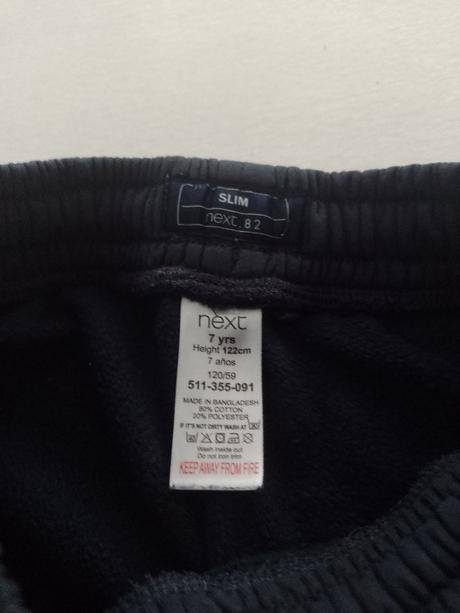 SLIM
next.82
next
7 yrs
Height 122cm
7 años
120/59
511-355-091
MADE IN BANGLADESH
80% COTTON
20% POLYESTER
IF IT'S NOT DIRTY WASH AT
Wash inside out
Do not iron trim
KEEP AWAY FROM FIRE